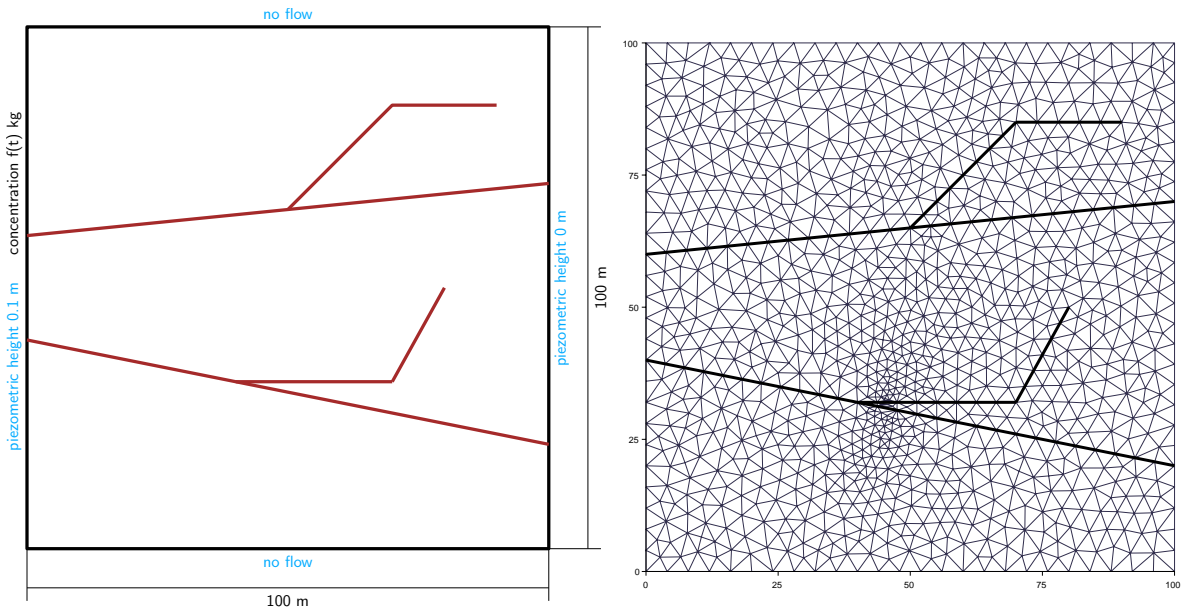 no flow
concentration f(t) kg
piezometric height 0.1 m
piezometric height 0 m
100 m
no flow
100 m
100
75
50
25
0
0
25
50
75
100